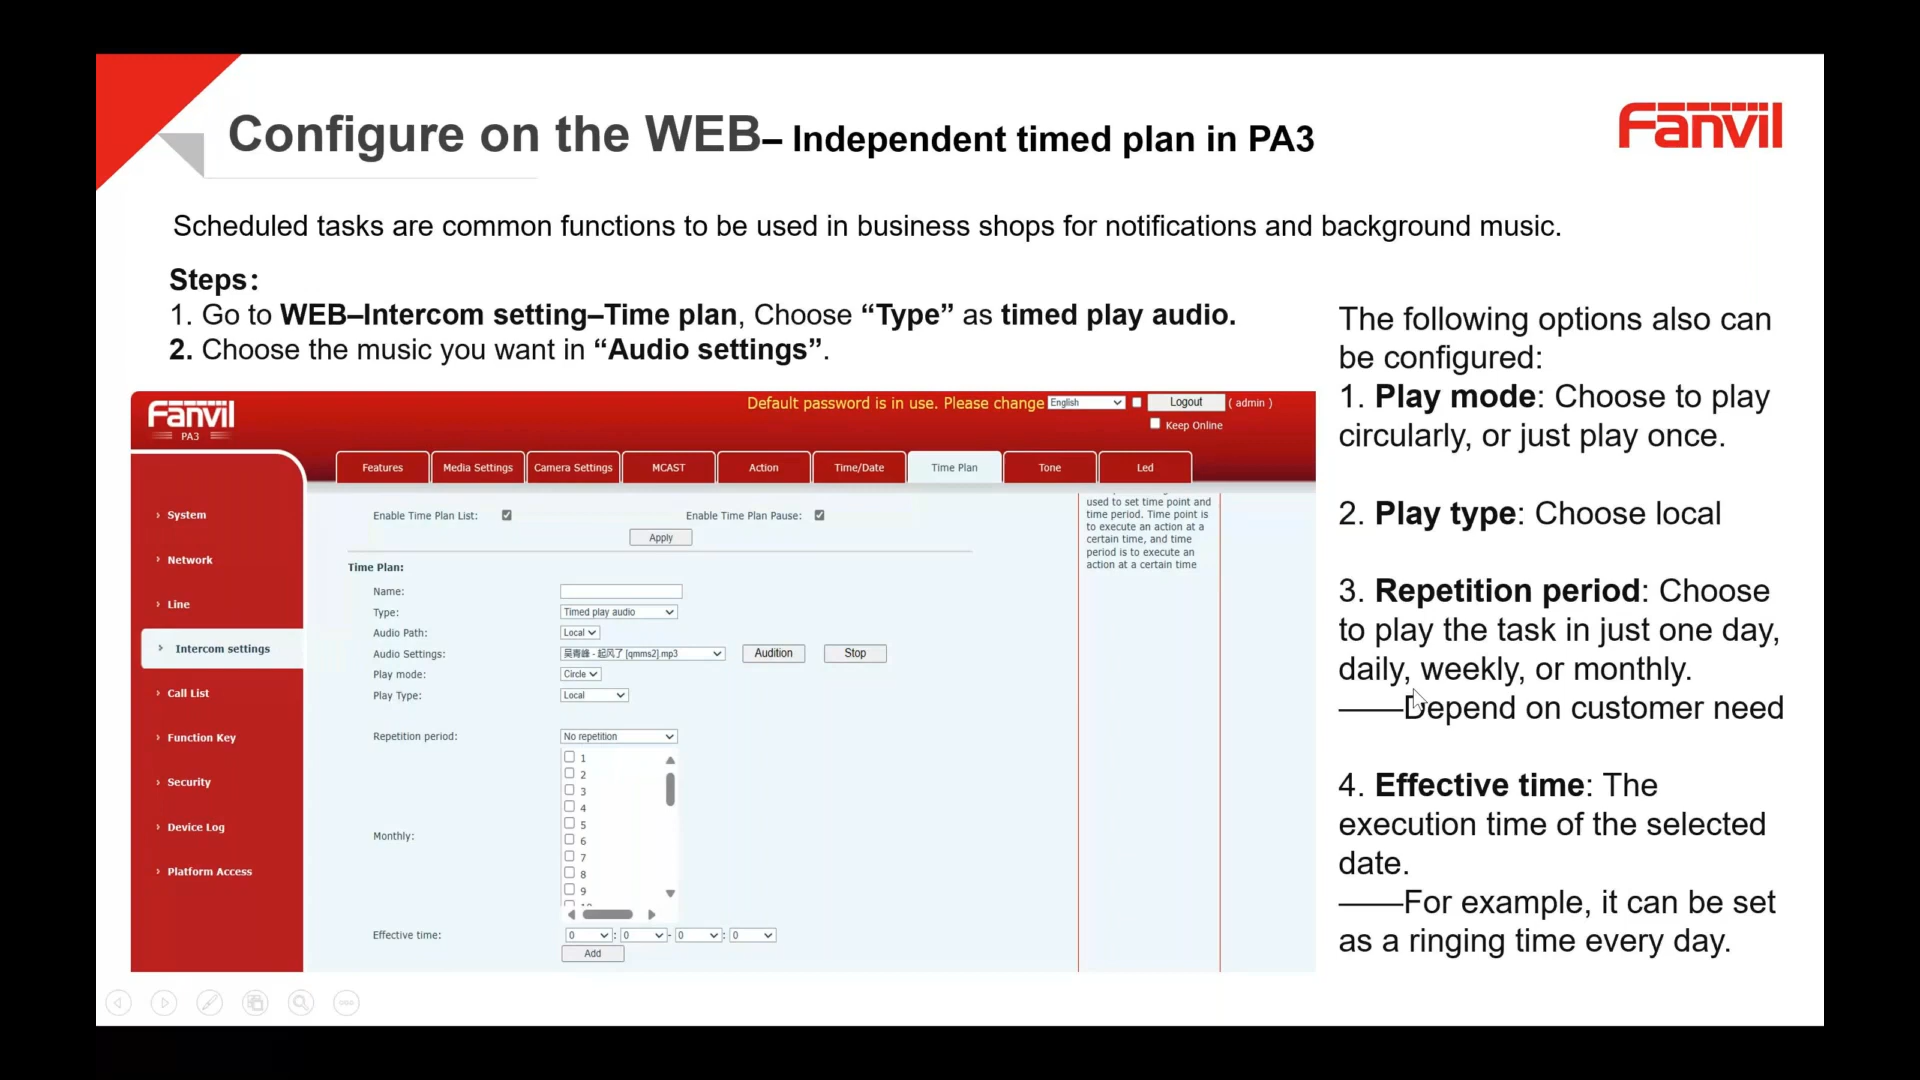 Configure on the WEB– Independent timed plan in PA3
Fanvil
Scheduled tasks are common functions to be used in business shops for notifications and background music.
Steps:
1. Go to WEB–Intercom setting–Time plan, Choose “Type” as timed play audio.
2. Choose the music you want in “Audio settings”.
Fanvil
PA3
Default password is in use. Please change
English
Logout
( admin )
Keep Online
Features
Media Settings
Camera Settings
MCAST
Action
Time/Date
Time Plan
Tone
Led
System
Network
Line
Intercom settings
Call List
Function Key
Security
Device Log
Platform Access
Enable Time Plan List:
Enable Time Plan Pause:
Apply
Time Plan:
Name:
Type: Timed play audio
Audio Path: Local
Audio Settings: 吴青峰 - 起风了 [qmms2].mp3 Audition Stop
Play mode: Circle
Play Type: Local
Repetition period: No repetition
Monthly:
1
2
3
4
5
6
7
8
9
Effective time: 0 : 0 - 0 : 0
Add
used to set time point and
time period. Time point is
to execute an action at a
certain time, and time
period is to execute an
action at a certain time
The following options also can
be configured:
1. Play mode: Choose to play
circularly, or just play once.
2. Play type: Choose local
3. Repetition period: Choose
to play the task in just one day,
daily, weekly, or monthly.
——Depend on customer need
4. Effective time: The
execution time of the selected
date.
——For example, it can be set
as a ringing time every day.